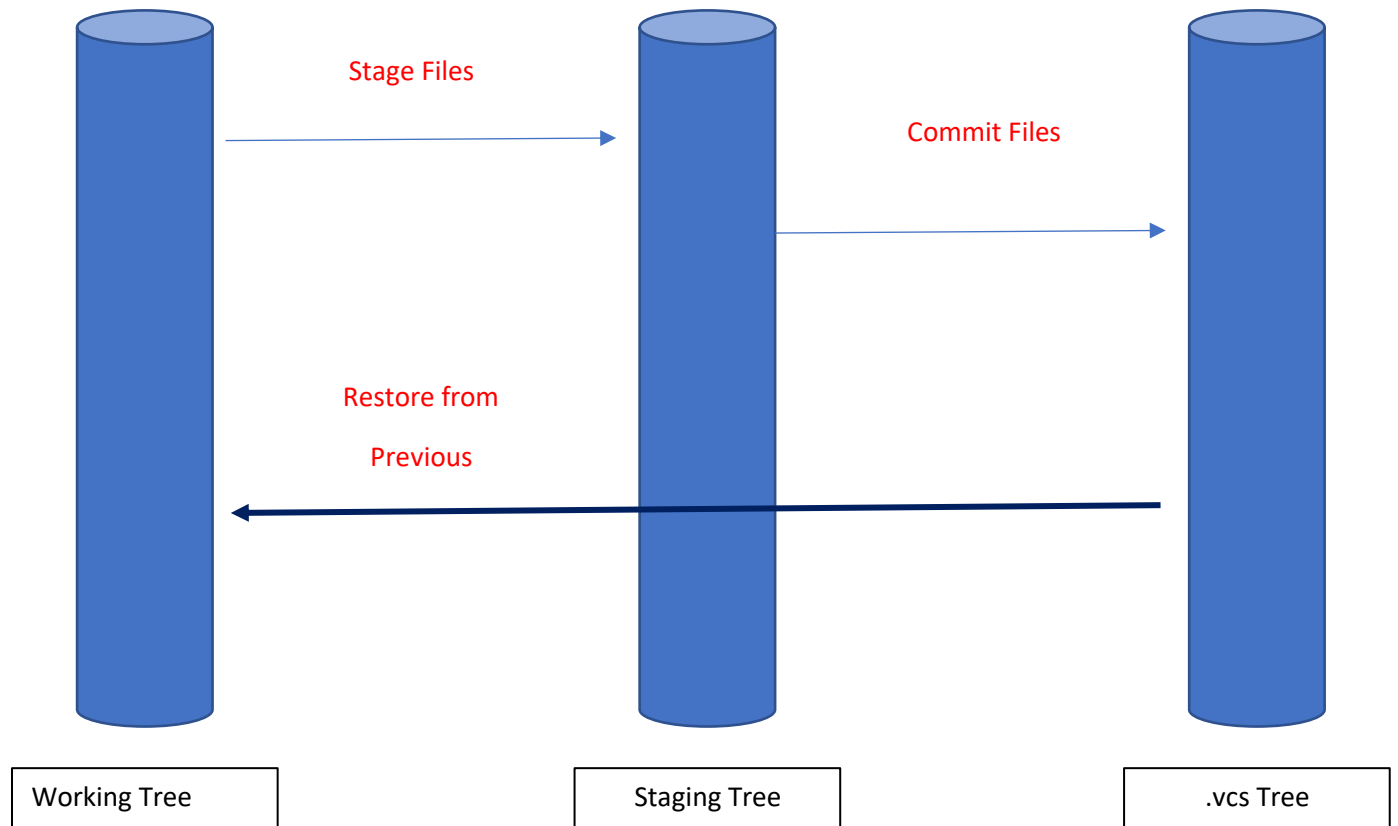 Stage Files
Commit Files
Restore from
Previous
Working Tree
Staging Tree
.vcs Tree